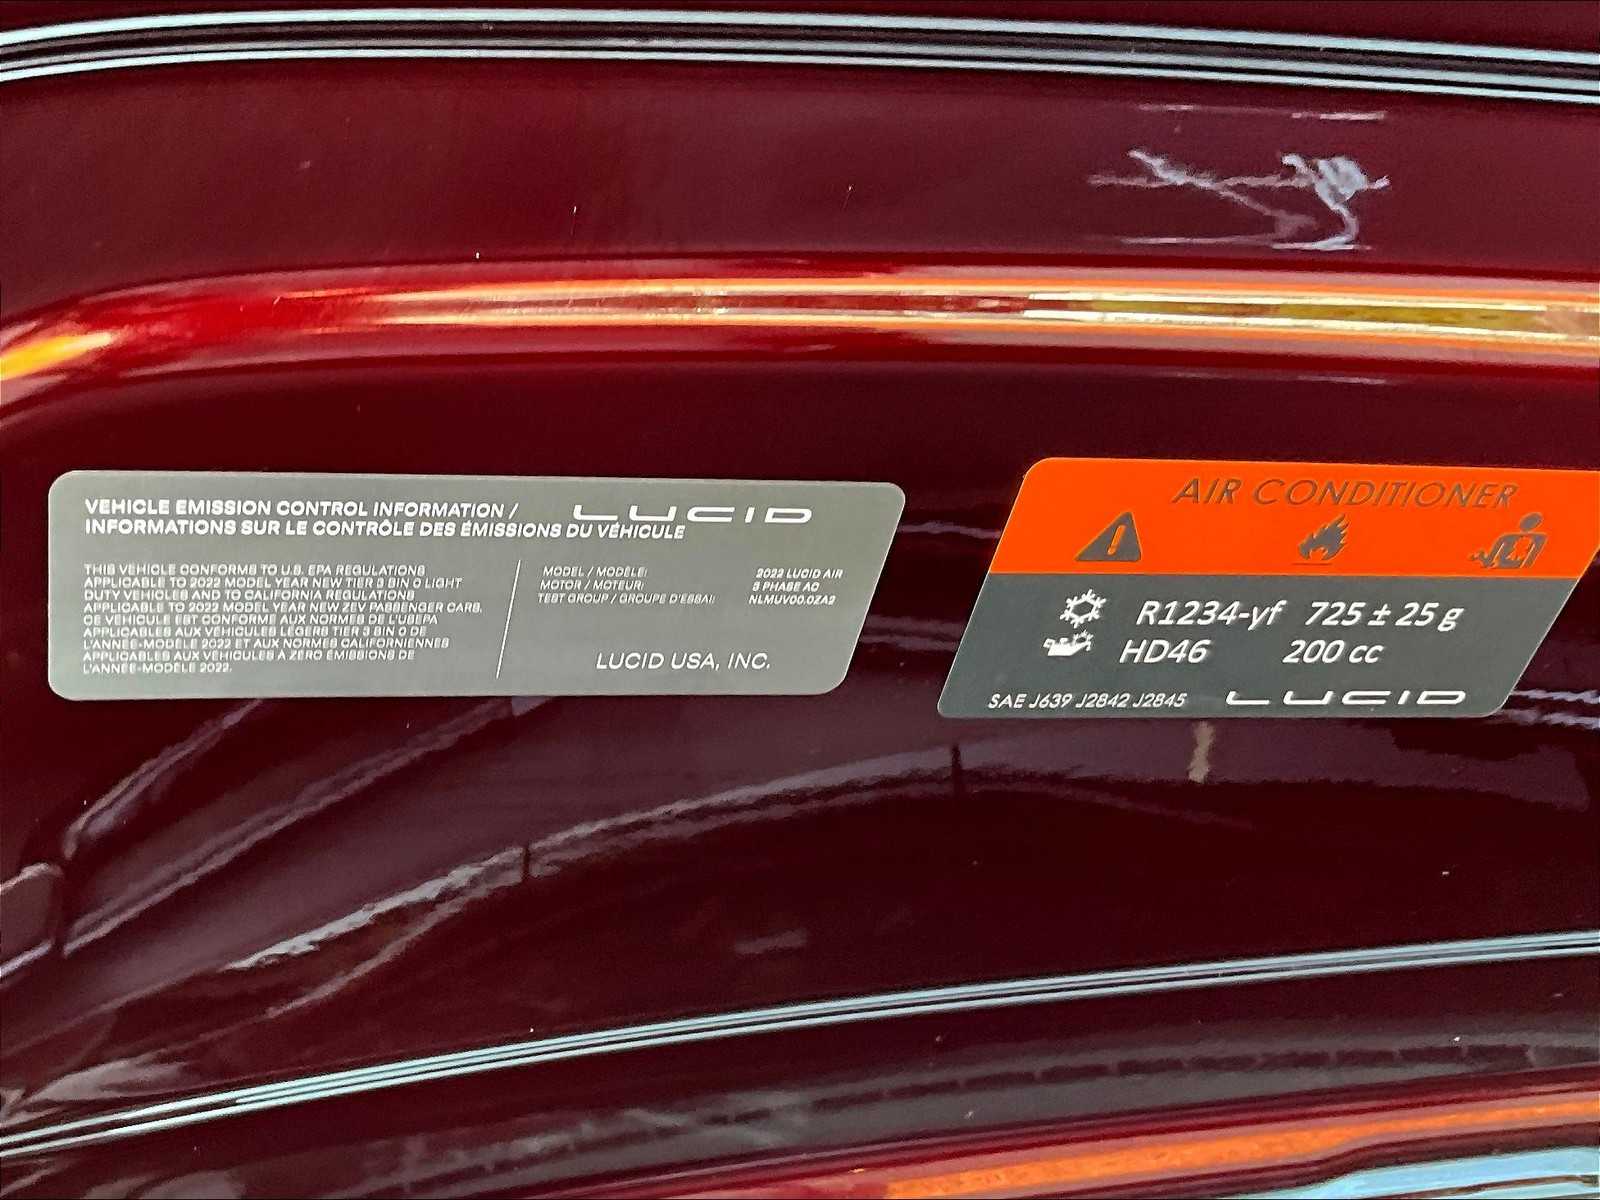 VEHICLE EMISSION CONTROL INFORMATION /
INFORMATIONS SUR LE CONTRÔLE DES ÉMISSIONS DU VÉHICULE
LUCID
THIS VEHICLE CONFORMS TO U.S. EPA REGULATIONS
APPLICABLE TO 2022 MODEL YEAR NEW TIER 3 BIN 0 LIGHT
DUTY VEHICLES AND TO CALIFORNIA REGULATIONS
APPLICABLE TO 2022 MODEL YEAR NEW ZEV PASSENGER CARS.
CE VÉHICULE EST CONFORME AUX NORMES DE L'USEPA
APPLICABLES AUX VÉHICULES LÉGERS TIER 3 BIN 0 DE
L'ANNÉE-MODÈLE 2022 ET AUX NORMES CALIFORNIENNES
APPLICABLES AUX VÉHICULES À ZÉRO ÉMISSIONS DE
L'ANNÉE-MODÈLE 2022.
MODEL / MODÈLE: 2022 LUCID AIR
MOTOR / MOTEUR: 3 PHASE AC
TEST GROUP / GROUPE D'ESSAI: NLMUV00.0ZA2
LUCID USA, INC.
AIR CONDITIONER
R1234-yf 725 ± 25 g
HD46 200 cc
SAE J639 J2842 J2845 LUCID